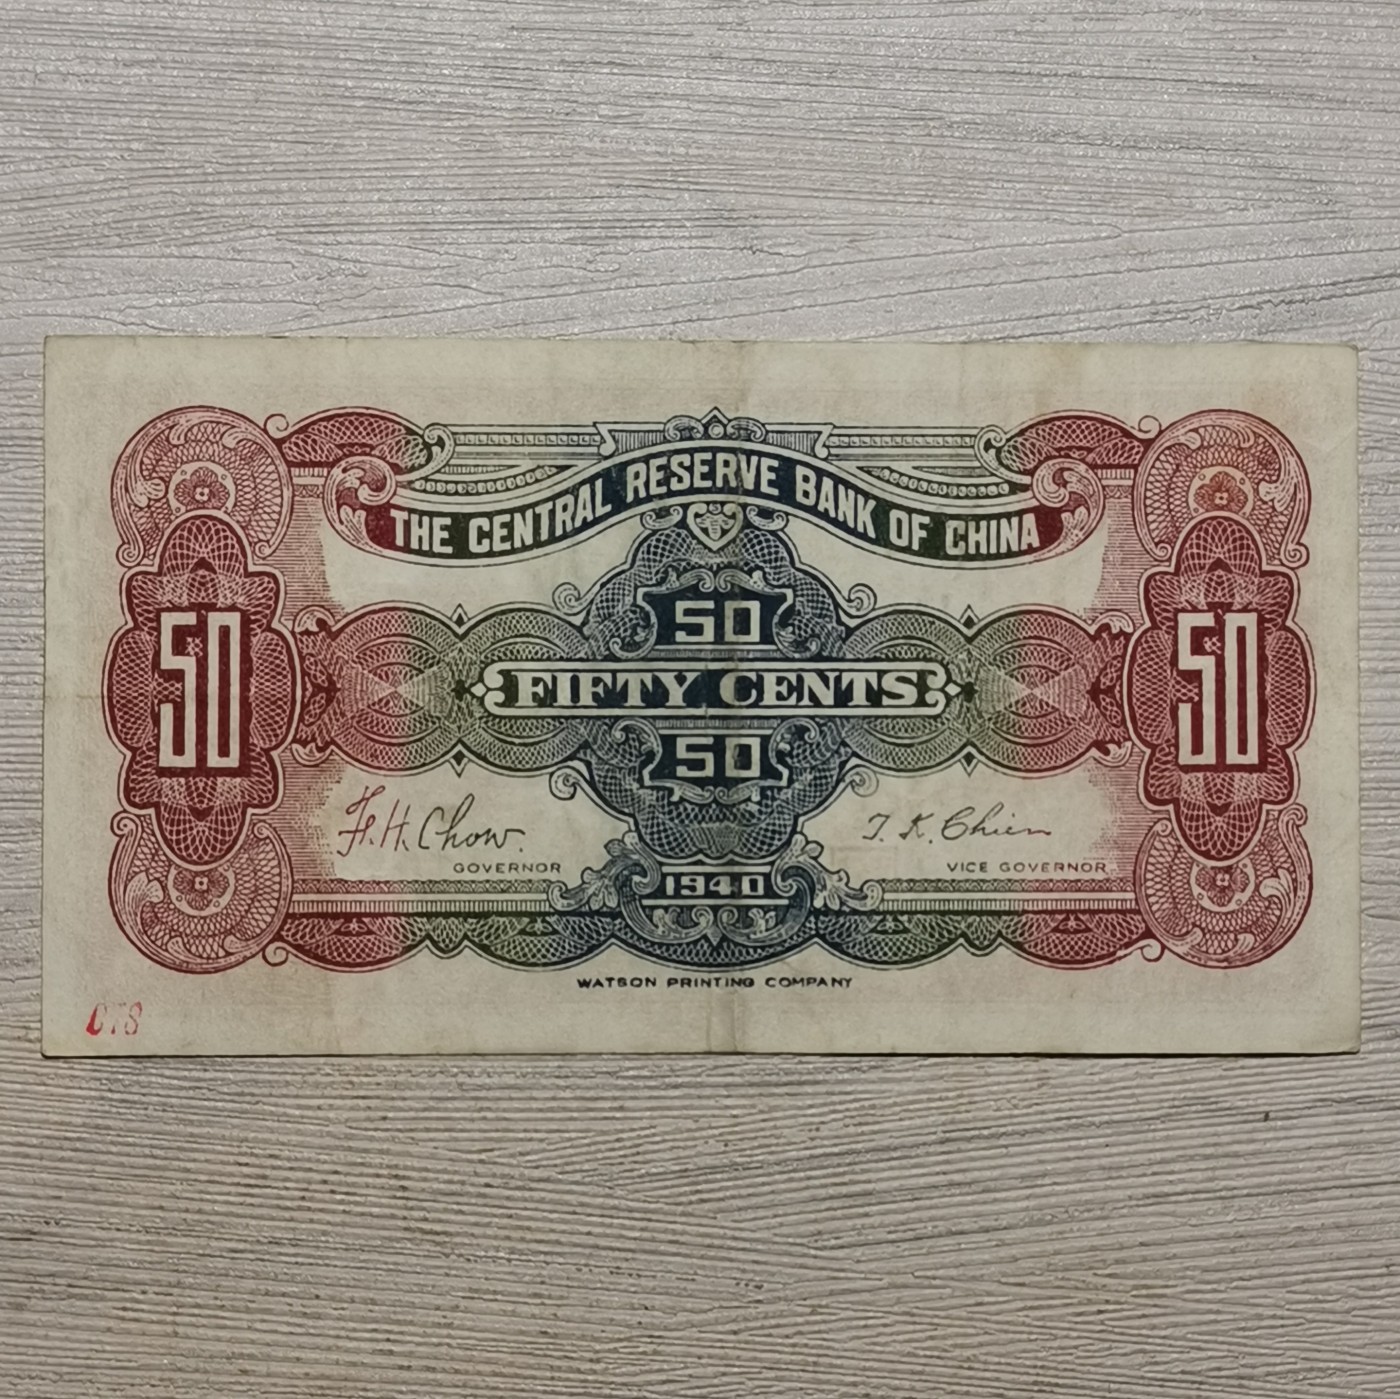 THE CENTRAL RESERVE BANK OF CHINA
50
50 FIFTY CENTS 50
50
F. H. Chow. T. K. Chien
GOVERNOR VICE GOVERNOR
1940
WATSON PRINTING COMPANY